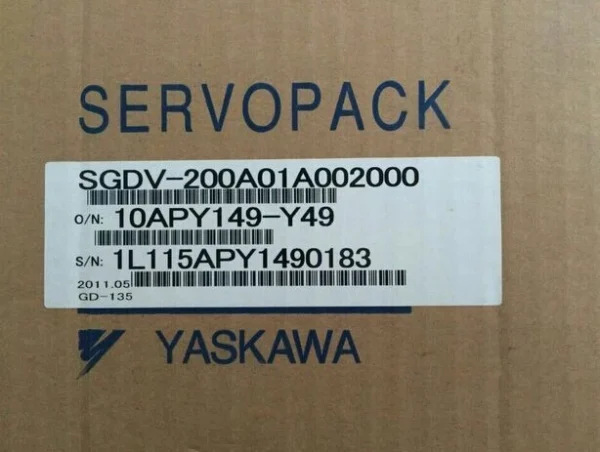 SERVOPACK
SGDV-200A01A002000
O/N: 10APY149-Y49
S/N: 1L115APY1490183
2011.05
GD-135
YASKAWA